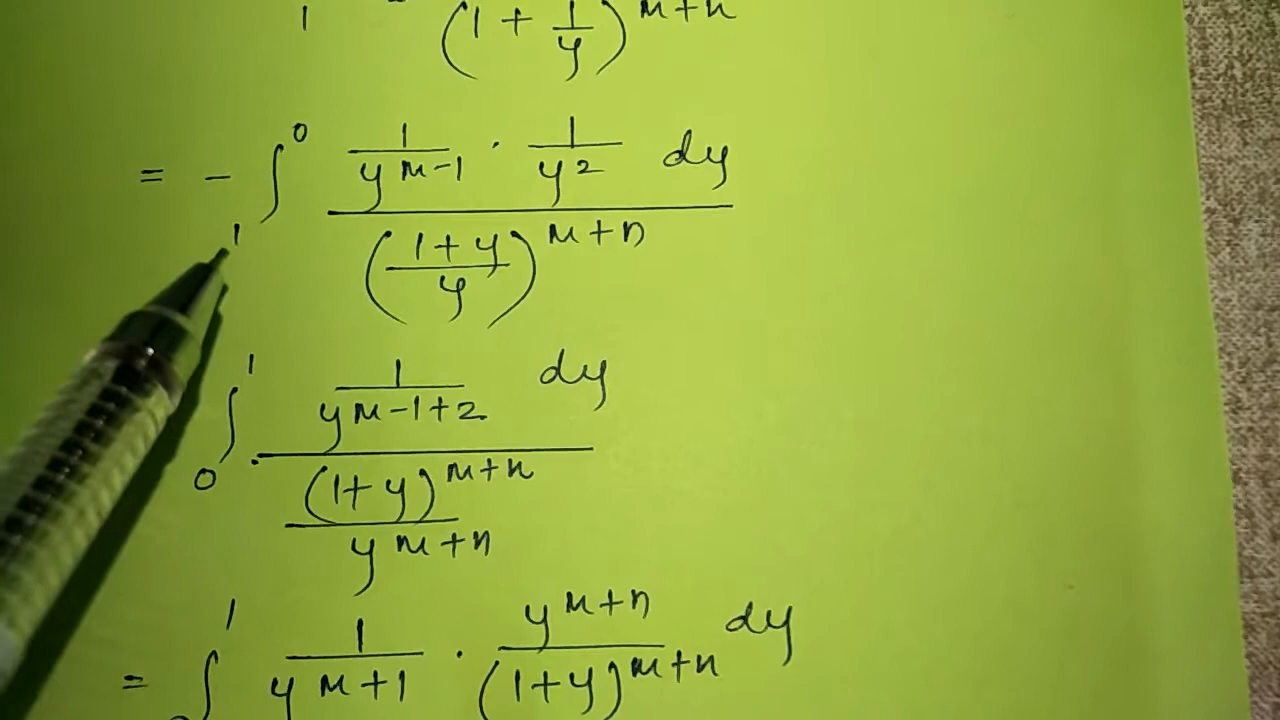 1 (1 + 1/y)^{m+n}
= - ∫_1^0 1/y^{m-1} · 1/y^2 dy / ((1+y)/y)^{m+n}
∫_0^1 1/y^{m-1+2} dy / ((1+y)^{m+n} / y^{m+n})
= ∫_0^1 1/y^{m+1} · y^{m+n}/(1+y)^{m+n} dy